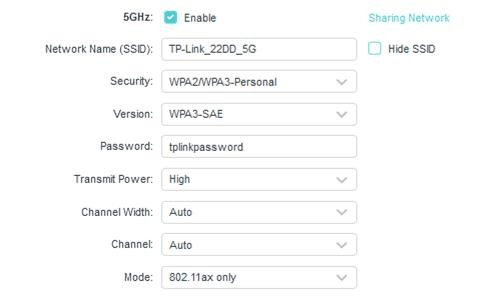 5GHz: Enable Sharing Network
Network Name (SSID): TP-Link_22DD_5G Hide SSID
Security: WPA2/WPA3-Personal
Version: WPA3-SAE
Password: tplinkpassword
Transmit Power: High
Channel Width: Auto
Channel: Auto
Mode: 802.11ax only